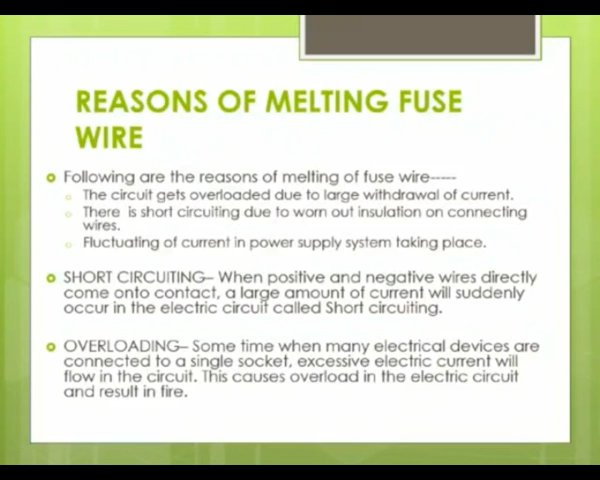 REASONS OF MELTING FUSE
WIRE
Following are the reasons of melting of fuse wire-----
The circuit gets overloaded due to large withdrawal of current.
There is short circuiting due to worn out insulation on connecting
wires.
Fluctuating of current in power supply system taking place.
SHORT CIRCUITING– When positive and negative wires directly
come onto contact, a large amount of current will suddenly
occur in the electric circuit called Short circuiting.
OVERLOADING– Some time when many electrical devices are
connected to a single socket, excessive electric current will
flow in the circuit. This causes overload in the electric circuit
and result in fire.